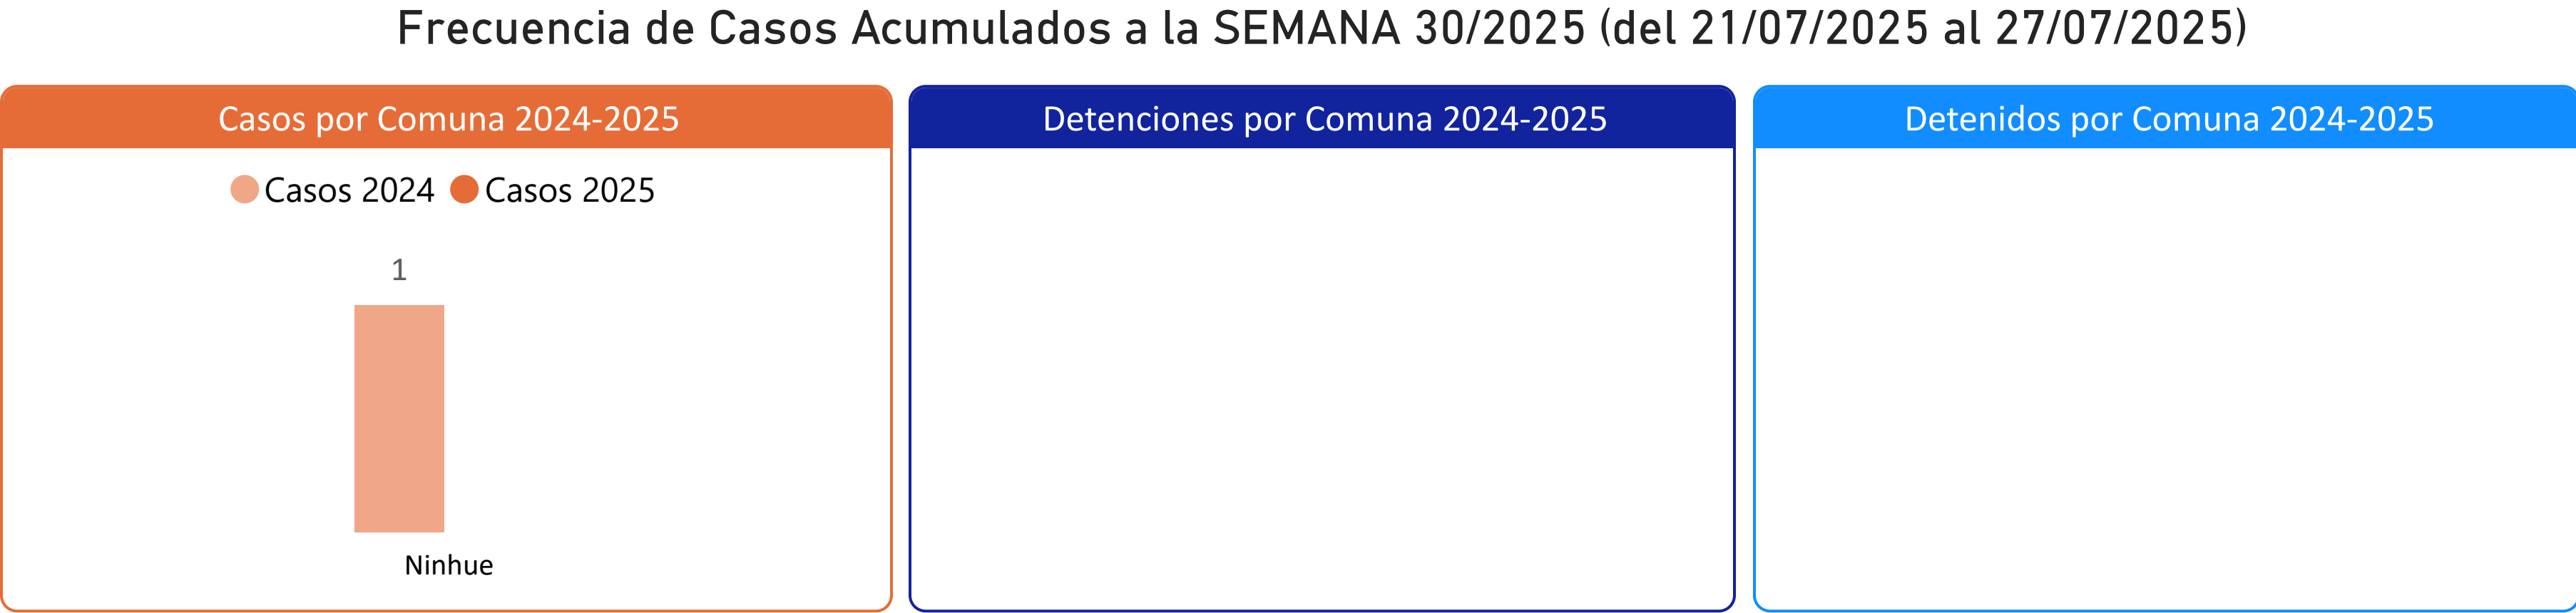 Frecuencia de Casos Acumulados a la SEMANA 30/2025 (del 21/07/2025 al 27/07/2025)
Casos por Comuna 2024-2025
Casos 2024 Casos 2025
1
Ninhue
Detenciones por Comuna 2024-2025
Detenidos por Comuna 2024-2025